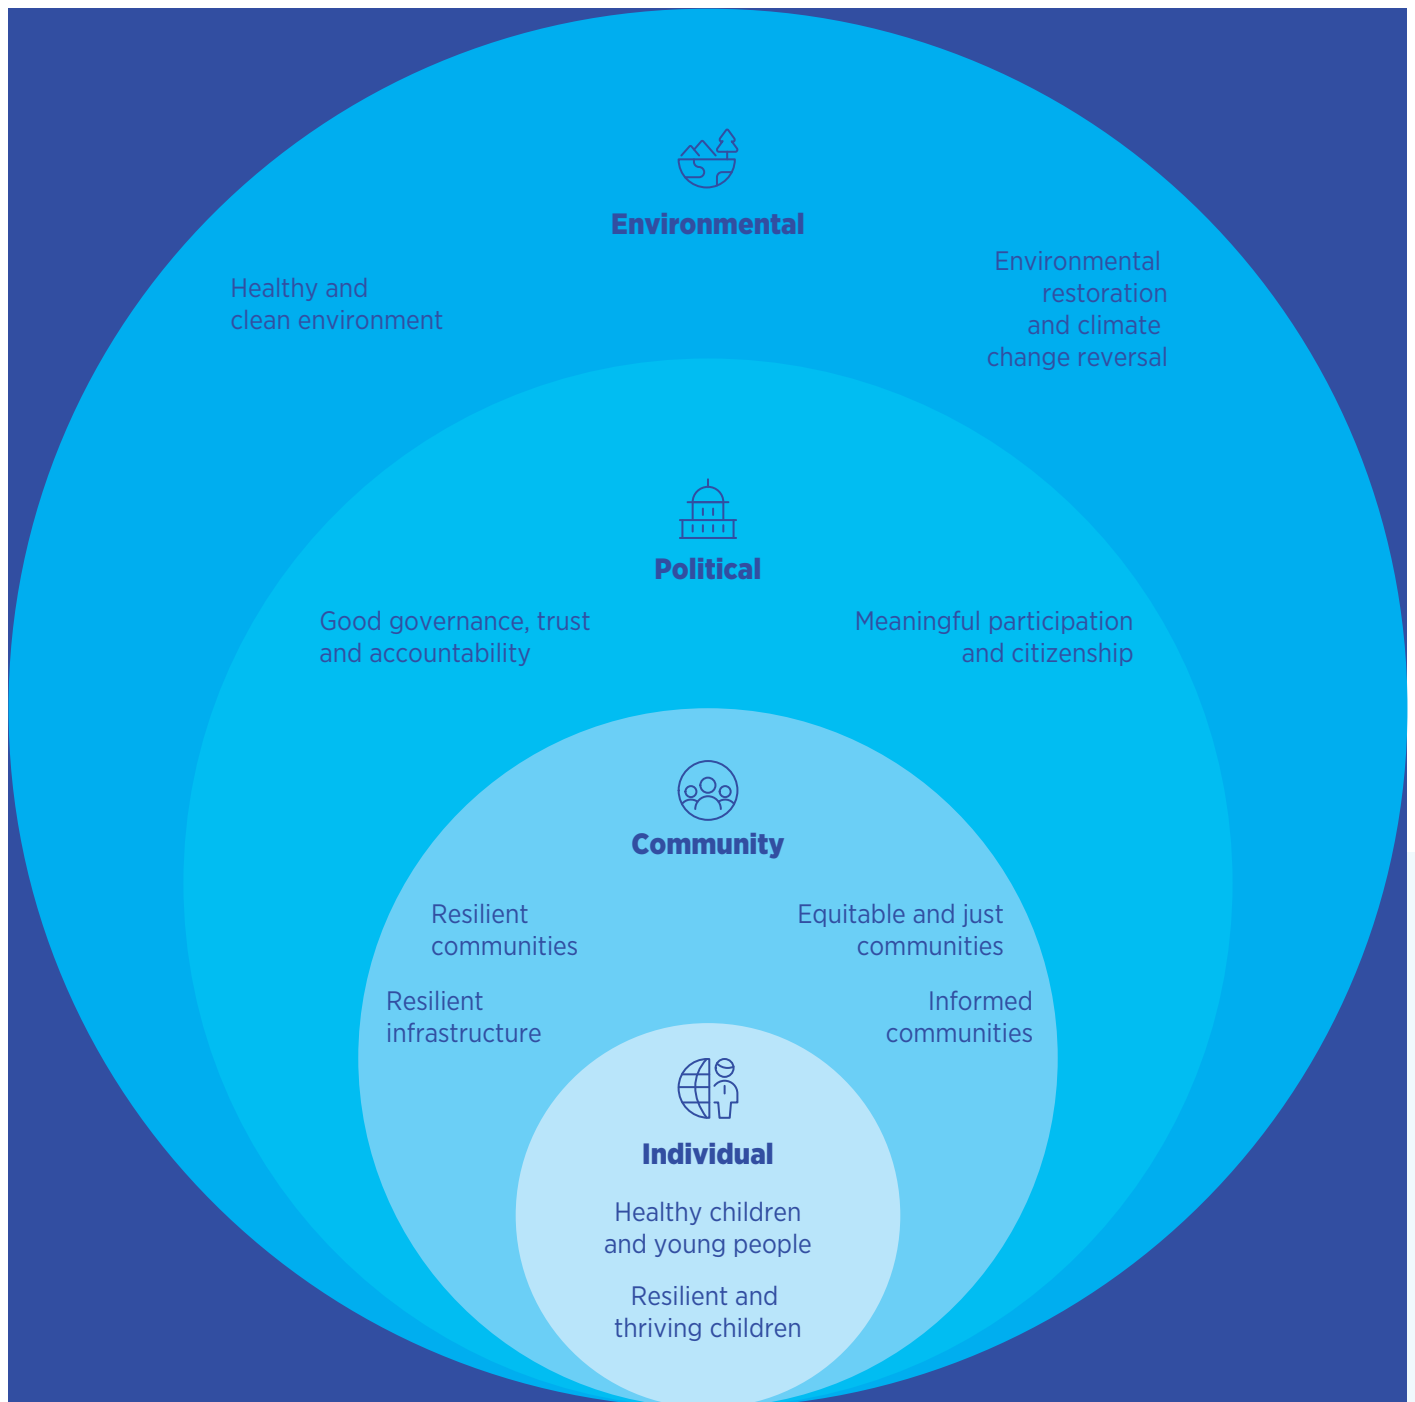 Environmental
Healthy and
clean environment
Environmental
restoration
and climate
change reversal
Political
Good governance, trust
and accountability
Meaningful participation
and citizenship
Community
Resilient
communities
Equitable and just
communities
Resilient
infrastructure
Informed
communities
Individual
Healthy children
and young people
Resilient and
thriving children